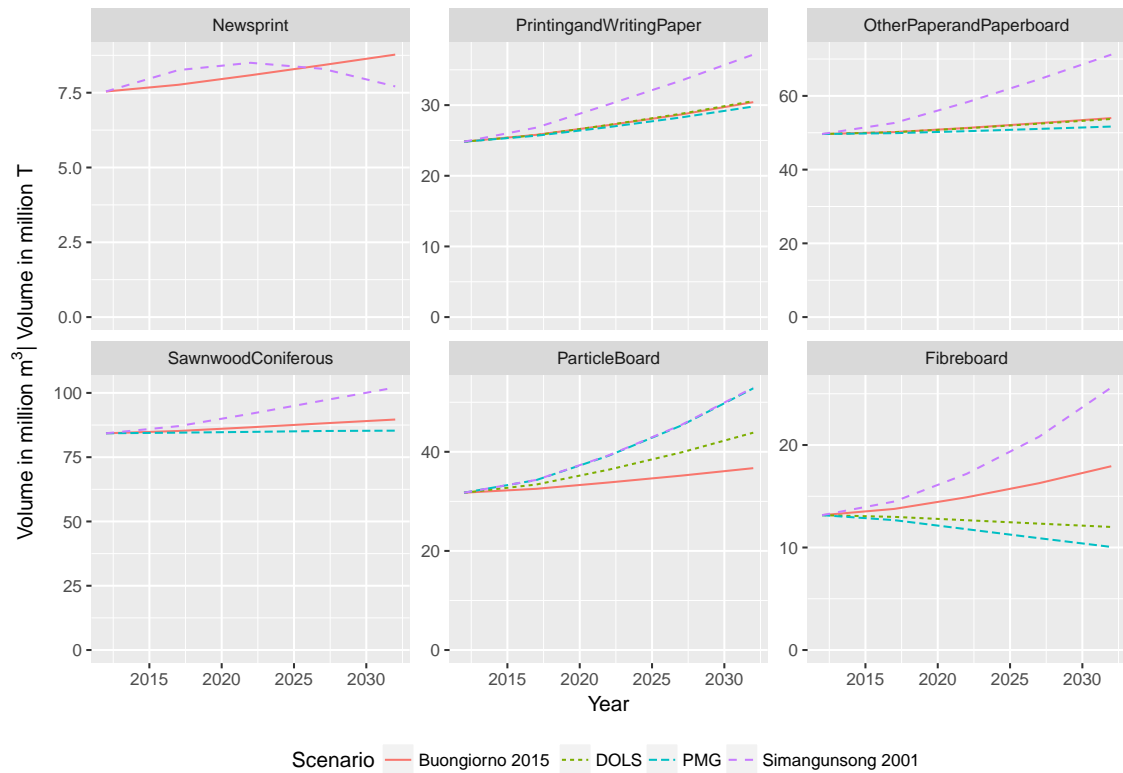 Newsprint
PrintingandWritingPaper
OtherPaperandPaperboard
7.5
5.0
2.5
0.0
30
20
10
0
60
40
20
0
SawnwoodConiferous
ParticleBoard
Fibreboard
100
75
50
25
0
40
20
0
20
10
0
2015 2020 2025 2030
2015 2020 2025 2030
2015 2020 2025 2030
Volume in million m³| Volume in million T
Year
Scenario Buongiorno 2015 DOLS PMG Simangunsong 2001